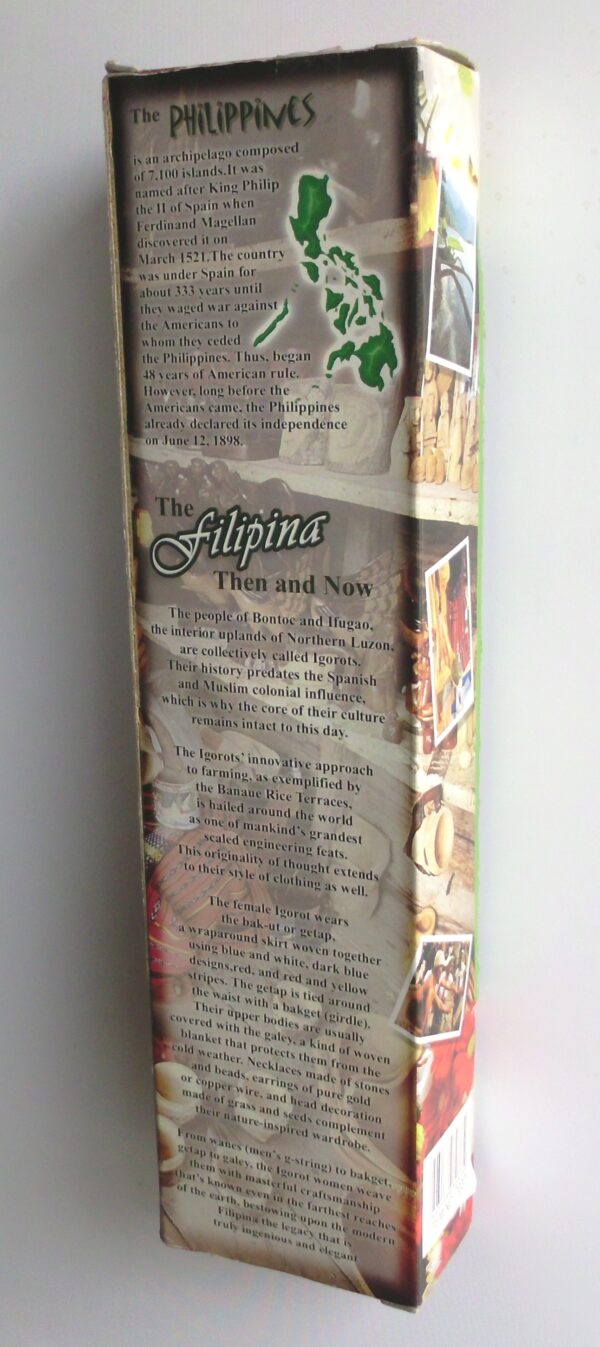 The PHILIPPINES
is an archipelago composed
of 7,100 islands.It was
named after King Philip
the II of Spain when
Ferdinand Magellan
discovered it on
March 1521.The country
was under Spain for
about 333 years until
they waged war against
the Americans to
whom they ceded
the Philippines. Thus, began
48 years of American rule.
However, long before the
Americans came, the Philippines
already declared its independence
on June 12, 1898.
The
Filipina
Then and Now
The people of Bontoc and Ifugao,
the interior uplands of Northern Luzon,
are collectively called Igorots.
Their history predates the Spanish
and Muslim colonial influence,
which is why the core of their culture
remains intact to this day.
The Igorots' innovative approach
to farming, as exemplified by
the Banaue Rice Terraces,
is hailed around the world
as one of mankind's grandest
scaled engineering feats.
This originality of thought extends
to their style of clothing as well.
The female Igorot wears
the bak-ut or getap,
a wraparound skirt woven together
using blue and white, dark blue
designs,red, and red and yellow
stripes. The getap is tied around
the waist with a bakget (girdle).
Their upper bodies are usually
covered with the galey, a kind of woven
blanket that protects them from the
cold weather. Necklaces made of stones
and beads, earrings of pure gold
or copper wire, and head decoration
made of grass and seeds complement
their nature-inspired wardrobe.
From wanes (men's g-string) to bakget,
getap to galey, the Igorot women weave
them with masterful craftsmanship
that's known even in the farthest reaches
of the earth, bestowing upon the modern
Filipina the legacy that is
truly ingenious and elegant